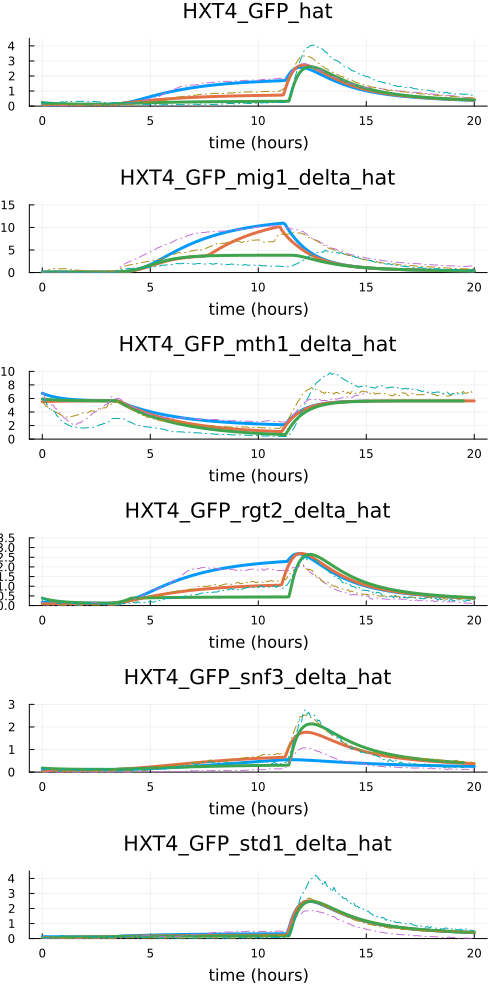 HXT4_GFP_hat
4
3
2
1
0
0 5 10 15 20
time (hours)
HXT4_GFP_mig1_delta_hat
15
10
5
0
0 5 10 15 20
time (hours)
HXT4_GFP_mth1_delta_hat
10
8
6
4
2
0
0 5 10 15 20
time (hours)
HXT4_GFP_rgt2_delta_hat
3.5
3.0
2.5
2.0
1.5
1.0
0.5
0.0
0 5 10 15 20
time (hours)
HXT4_GFP_snf3_delta_hat
3
2
1
0
0 5 10 15 20
time (hours)
HXT4_GFP_std1_delta_hat
4
3
2
1
0
0 5 10 15 20
time (hours)